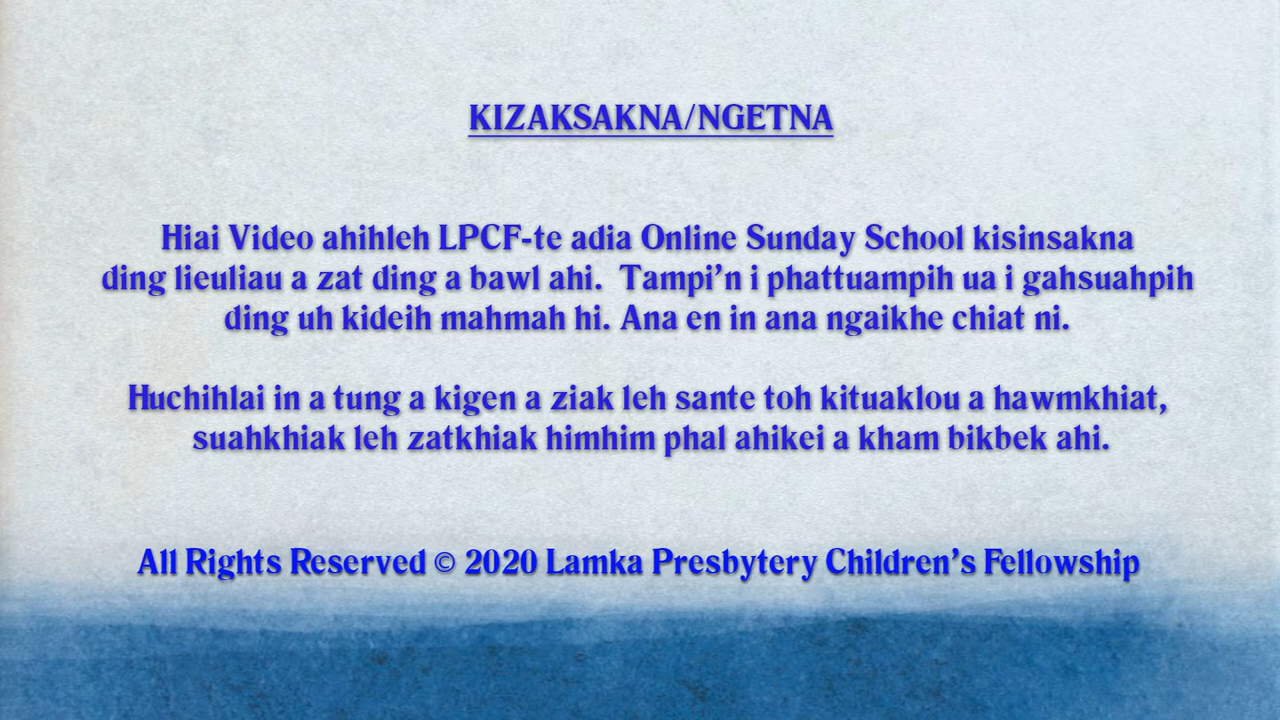 KIZAKSAKNA/NGETNA
Hiai Video ahihleh LPCF-te adia Online Sunday School kisinsakna
ding lieuliau a zat ding a bawl ahi. Tampi’n i phattuampih ua i gahsuahpih
ding uh kideih mahmah hi. Ana en in ana ngaikhe chiat ni.
Huchihlai in a tung a kigen a ziak leh sante toh kituaklou a hawmkhiat,
suahkhiak leh zatkhiak himhim phal ahikei a kham bikbek ahi.
All Rights Reserved © 2020 Lamka Presbytery Children’s Fellowship